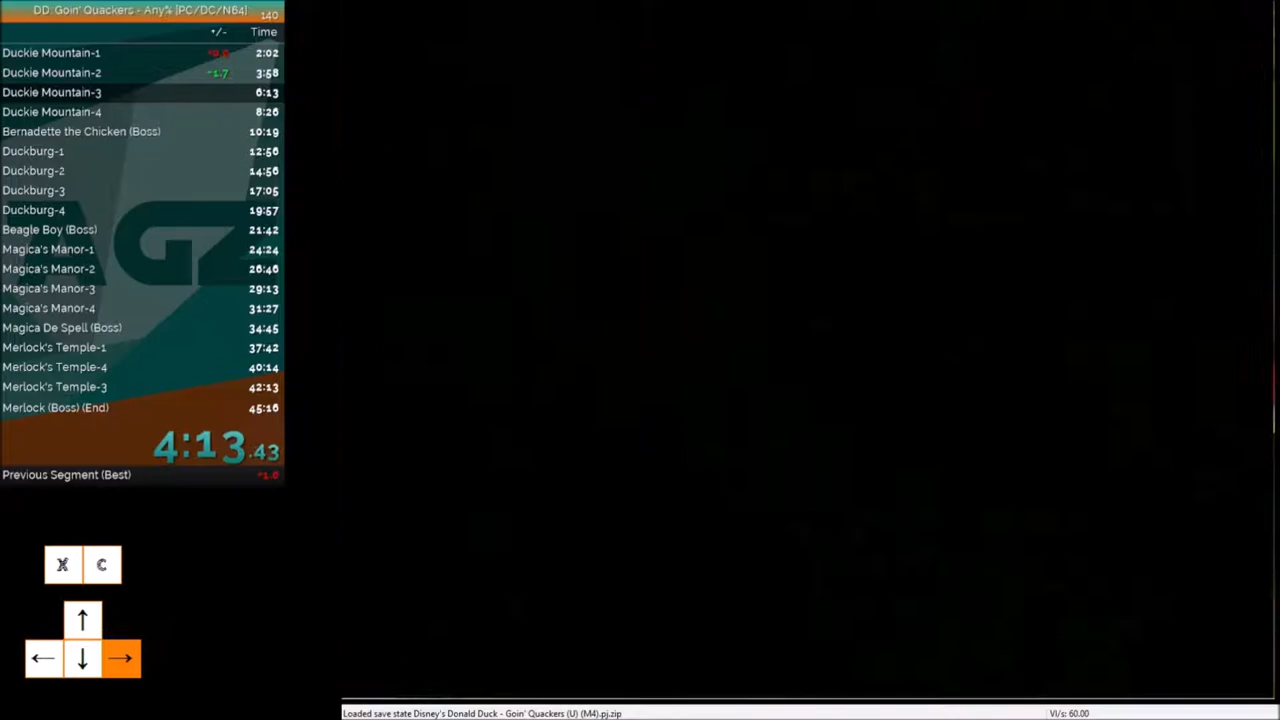 DD: Goin' Quackers - Any% [PC/DC/N64]
140
+/- Time
Duckie Mountain-1 2:02
Duckie Mountain-2 -1.7 3:58
Duckie Mountain-3 6:13
Duckie Mountain-4 8:26
Bernadette the Chicken (Boss) 10:19
Duckburg-1 12:56
Duckburg-2 14:56
Duckburg-3 17:05
Duckburg-4 19:57
Beagle Boy (Boss) 21:42
Magica's Manor-1 24:24
Magica's Manor-2 26:46
Magica's Manor-3 29:13
Magica's Manor-4 31:27
Magica De Spell (Boss) 34:45
Merlock's Temple-1 37:42
Merlock's Temple-4 40:14
Merlock's Temple-3 42:13
Merlock (Boss) (End) 45:16
4:13.43
Previous Segment (Best)
X C
↑
← ↓ →
Loaded save state Disney's Donald Duck - Goin' Quackers (U) (M4).pj.zip VI/s: 60.00